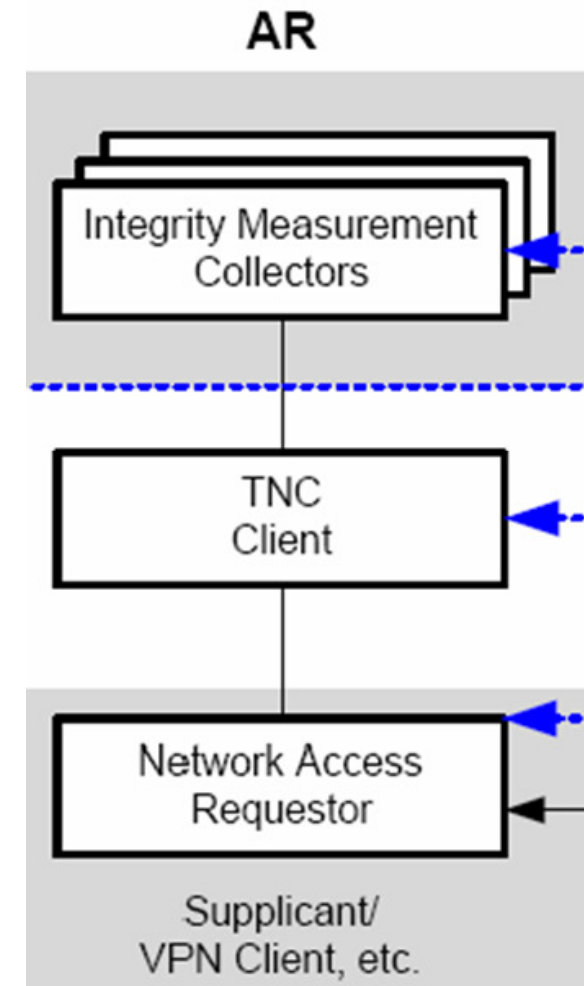 AR
Integrity Measurement
Collectors
TNC
Client
Network Access
Requestor
Supplicant/
VPN Client, etc.